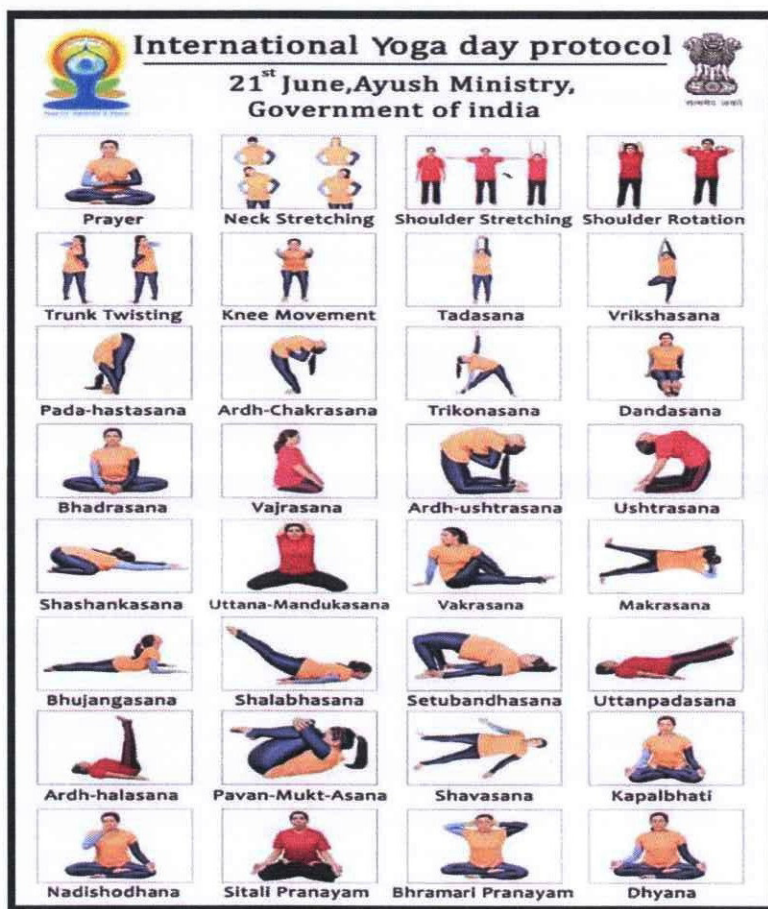 International Yoga day protocol
21st June,Ayush Ministry,
Government of india
सत्यमेव जयते
Prayer
Neck Stretching
Shoulder Stretching
Shoulder Rotation
Trunk Twisting
Knee Movement
Tadasana
Vrikshasana
Pada-hastasana
Ardh-Chakrasana
Trikonasana
Dandasana
Bhadrasana
Vajrasana
Ardh-ushtrasana
Ushtrasana
Shashankasana
Uttana-Mandukasana
Vakrasana
Makrasana
Bhujangasana
Shalabhasana
Setubandhasana
Uttanpadasana
Ardh-halasana
Pavan-Mukt-Asana
Shavasana
Kapalbhati
Nadishodhana
Sitali Pranayam
Bhramari Pranayam
Dhyana